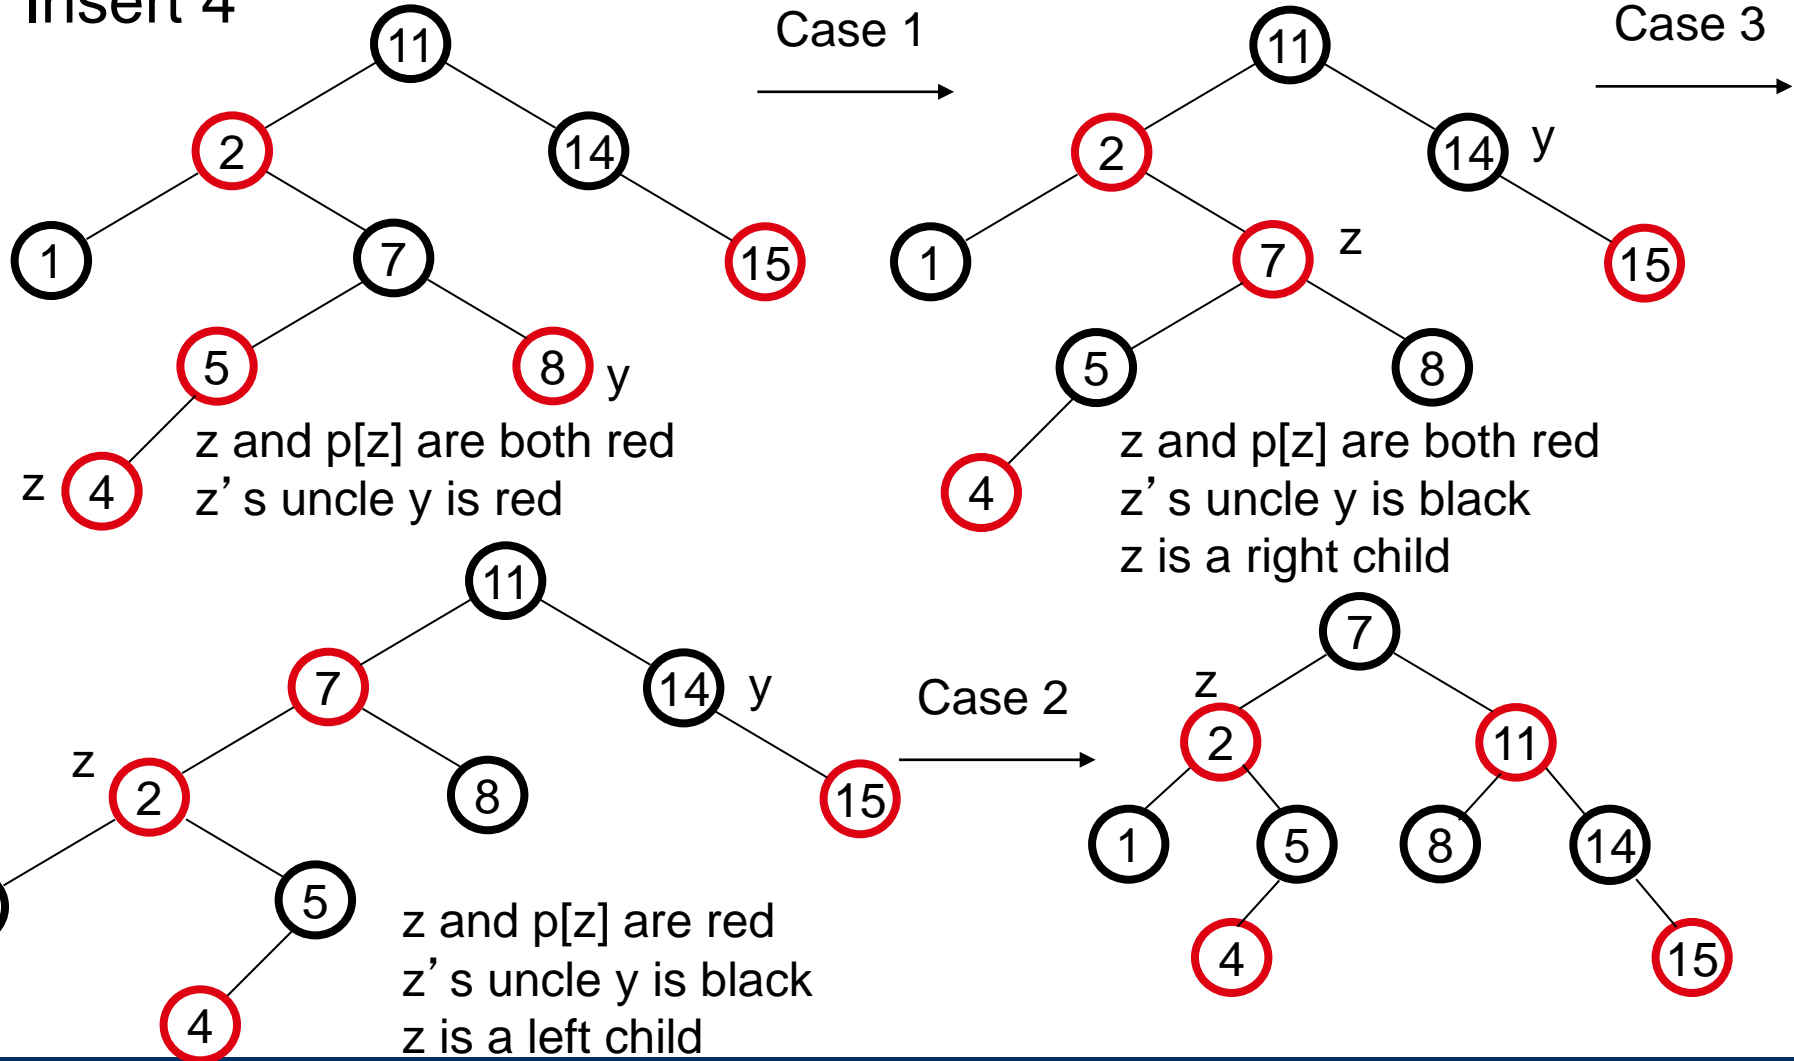 Insert 4
11
Case 1
11
Case 3
2
14
2
14
y
1
7
15
1
7
z
15
5
8
y
5
8
z
4
z and p[z] are both red
z's uncle y is red
4
z and p[z] are both red
z's uncle y is black
z is a right child
11
7
7
14
y
Case 2
z
z
2
8
15
2
11
1
5
8
14
5
z and p[z] are red
z's uncle y is black
z is a left child
4
4
15